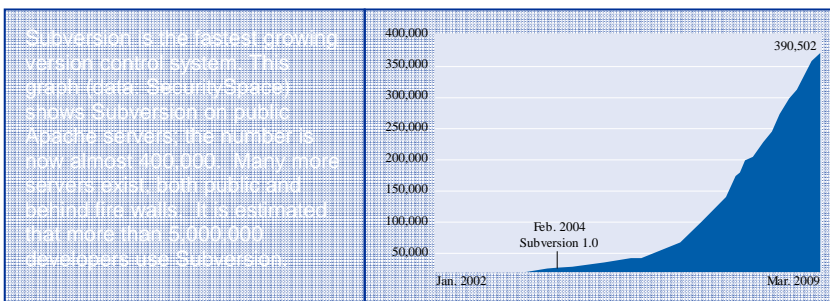 Subversion is the fastest growing
version control system. This
graph (data: SecuritySpace)
shows Subversion on public
Apache servers; the number is
now almost 400,000. Many more
servers exist, both public and
behind fire walls. It is estimated
that more than 5,000,000
developers use Subversion.
400,000
390,502
350,000
300,000
250,000
200,000
150,000
100,000
Feb. 2004
Subversion 1.0
50,000
Jan. 2002
Mar. 2009